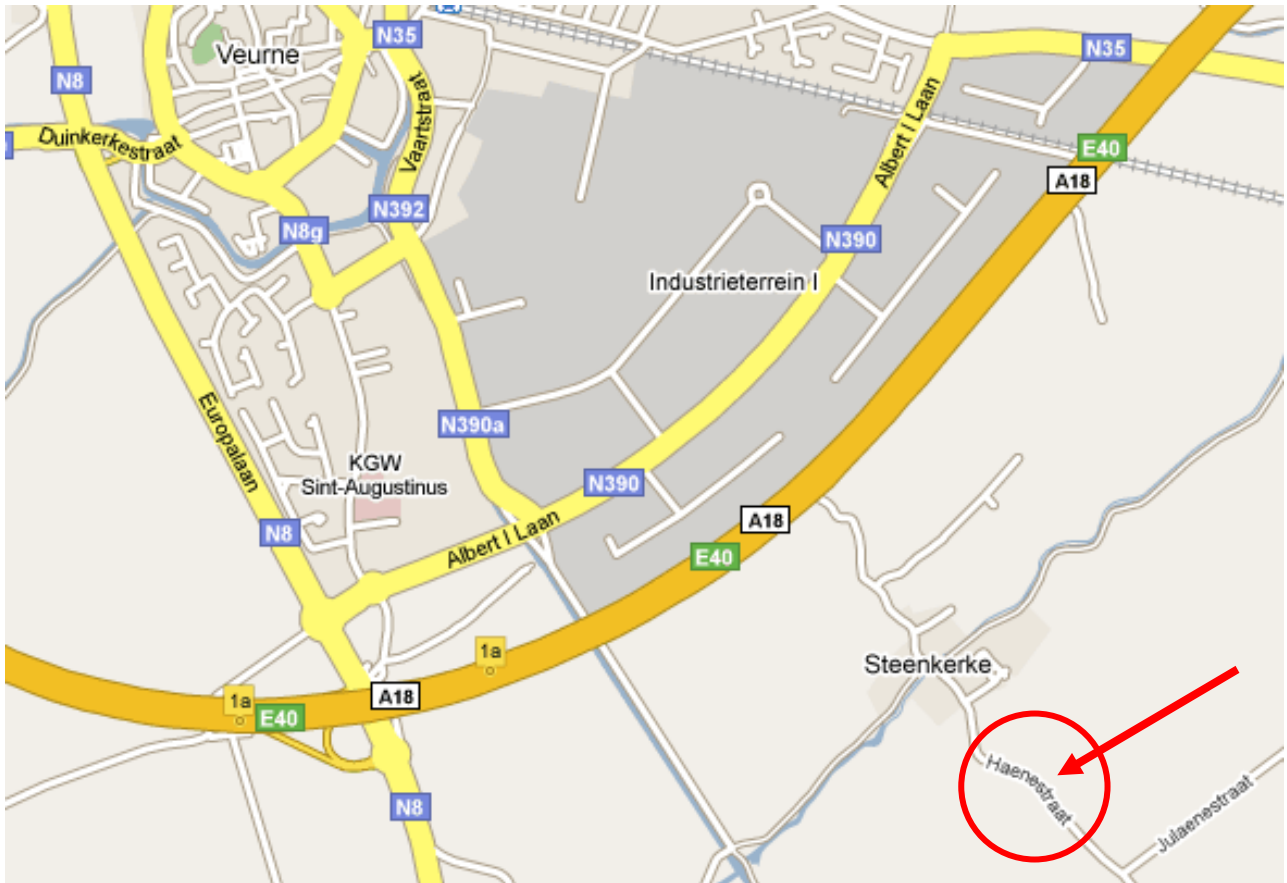 N35
Veurne
N35
N8
Duinkerkestraat
Vaartstraat
Albert I Laan
E40
A18
N392
N8g
N390
Industrieterrein I
Europalaan
N390a
KGW
Sint-Augustinus
N390
N8
A18
Albert I Laan
E40
1a
Steenkerke
1a
A18
E40
Haenestraat
N8
Julaenestraat